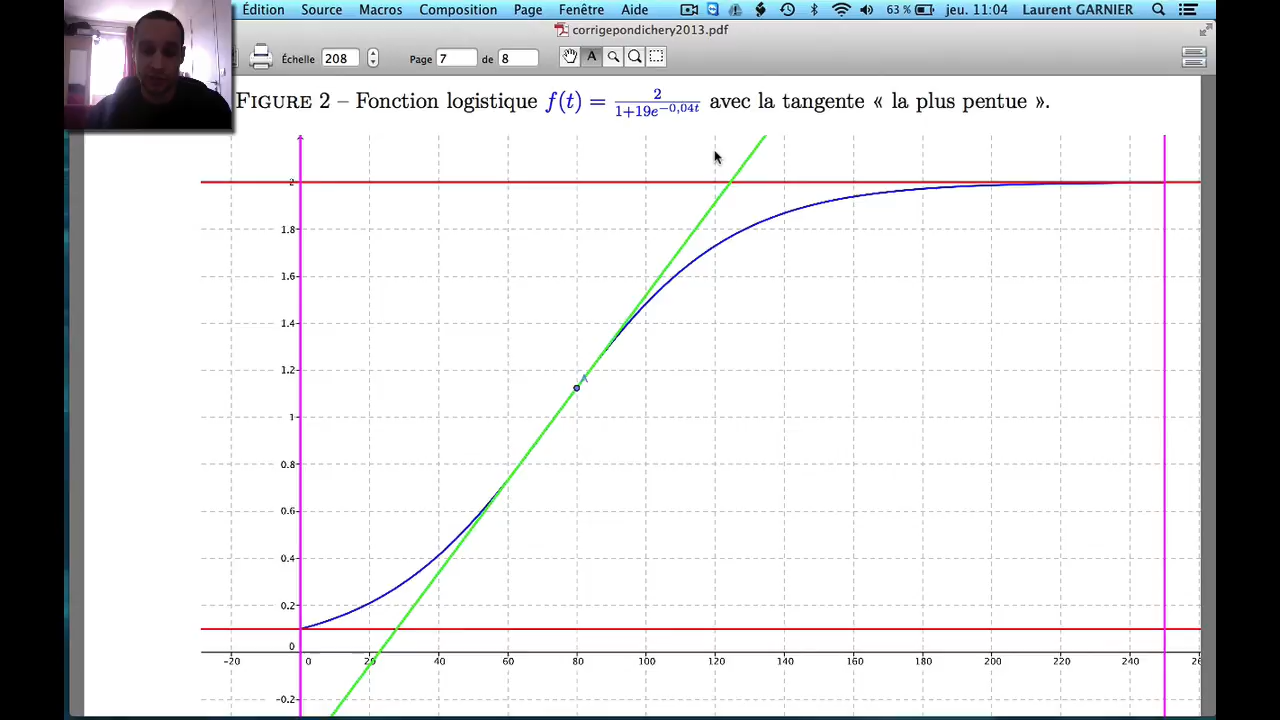 Édition Source Macros Composition Page Fenêtre Aide 63 % jeu. 11:04 Laurent GARNIER
corrigepondichery2013.pdf
Échelle 208 Page 7 de 8 A
FIGURE 2 – Fonction logistique f(t) = 2/(1+19e^−0,04t) avec la tangente « la plus pentue ».
2
1.8
1.6
1.4
1.2
A
1
0.8
0.6
0.4
0.2
0
-20 0 20 40 60 80 100 120 140 160 180 200 220 240 26
-0.2